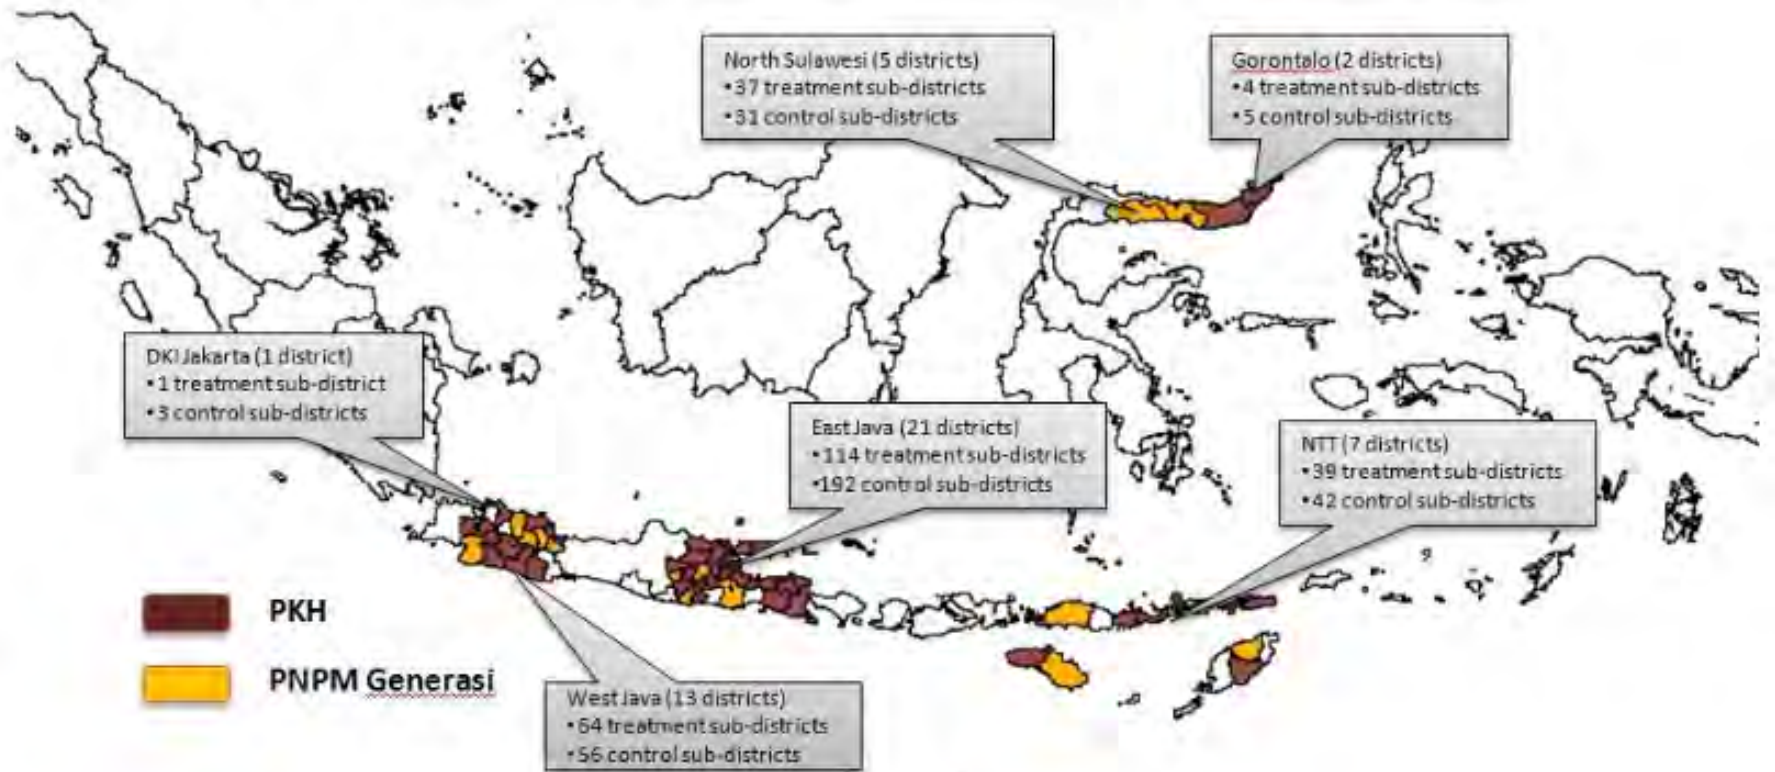 North Sulawesi (5 districts)
•37 treatment sub-districts
•31 control sub-districts
Gorontalo (2 districts)
•4 treatment sub-districts
•5 control sub-districts
DKI Jakarta (1 district)
•1 treatment sub-district
•3 control sub-districts
East Java (21 districts)
•114 treatment sub-districts
•192 control sub-districts
NTT (7 districts)
•39 treatment sub-districts
•42 control sub-districts
PKH
PNPM Generasi
West Java (13 districts)
•64 treatment sub-districts
•56 control sub-districts